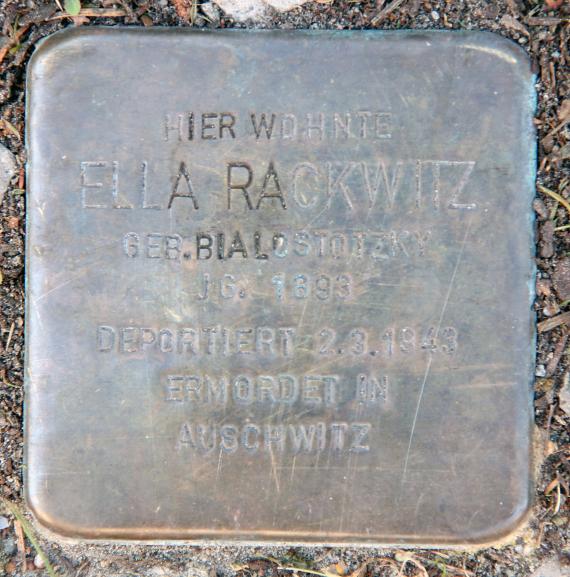 HIER WOHNTE
ELLA RACKWITZ
GEB. BIALOSTOTZKY
JG. 1893
DEPORTIERT 2.3.1943
ERMORDET IN
AUSCHWITZ